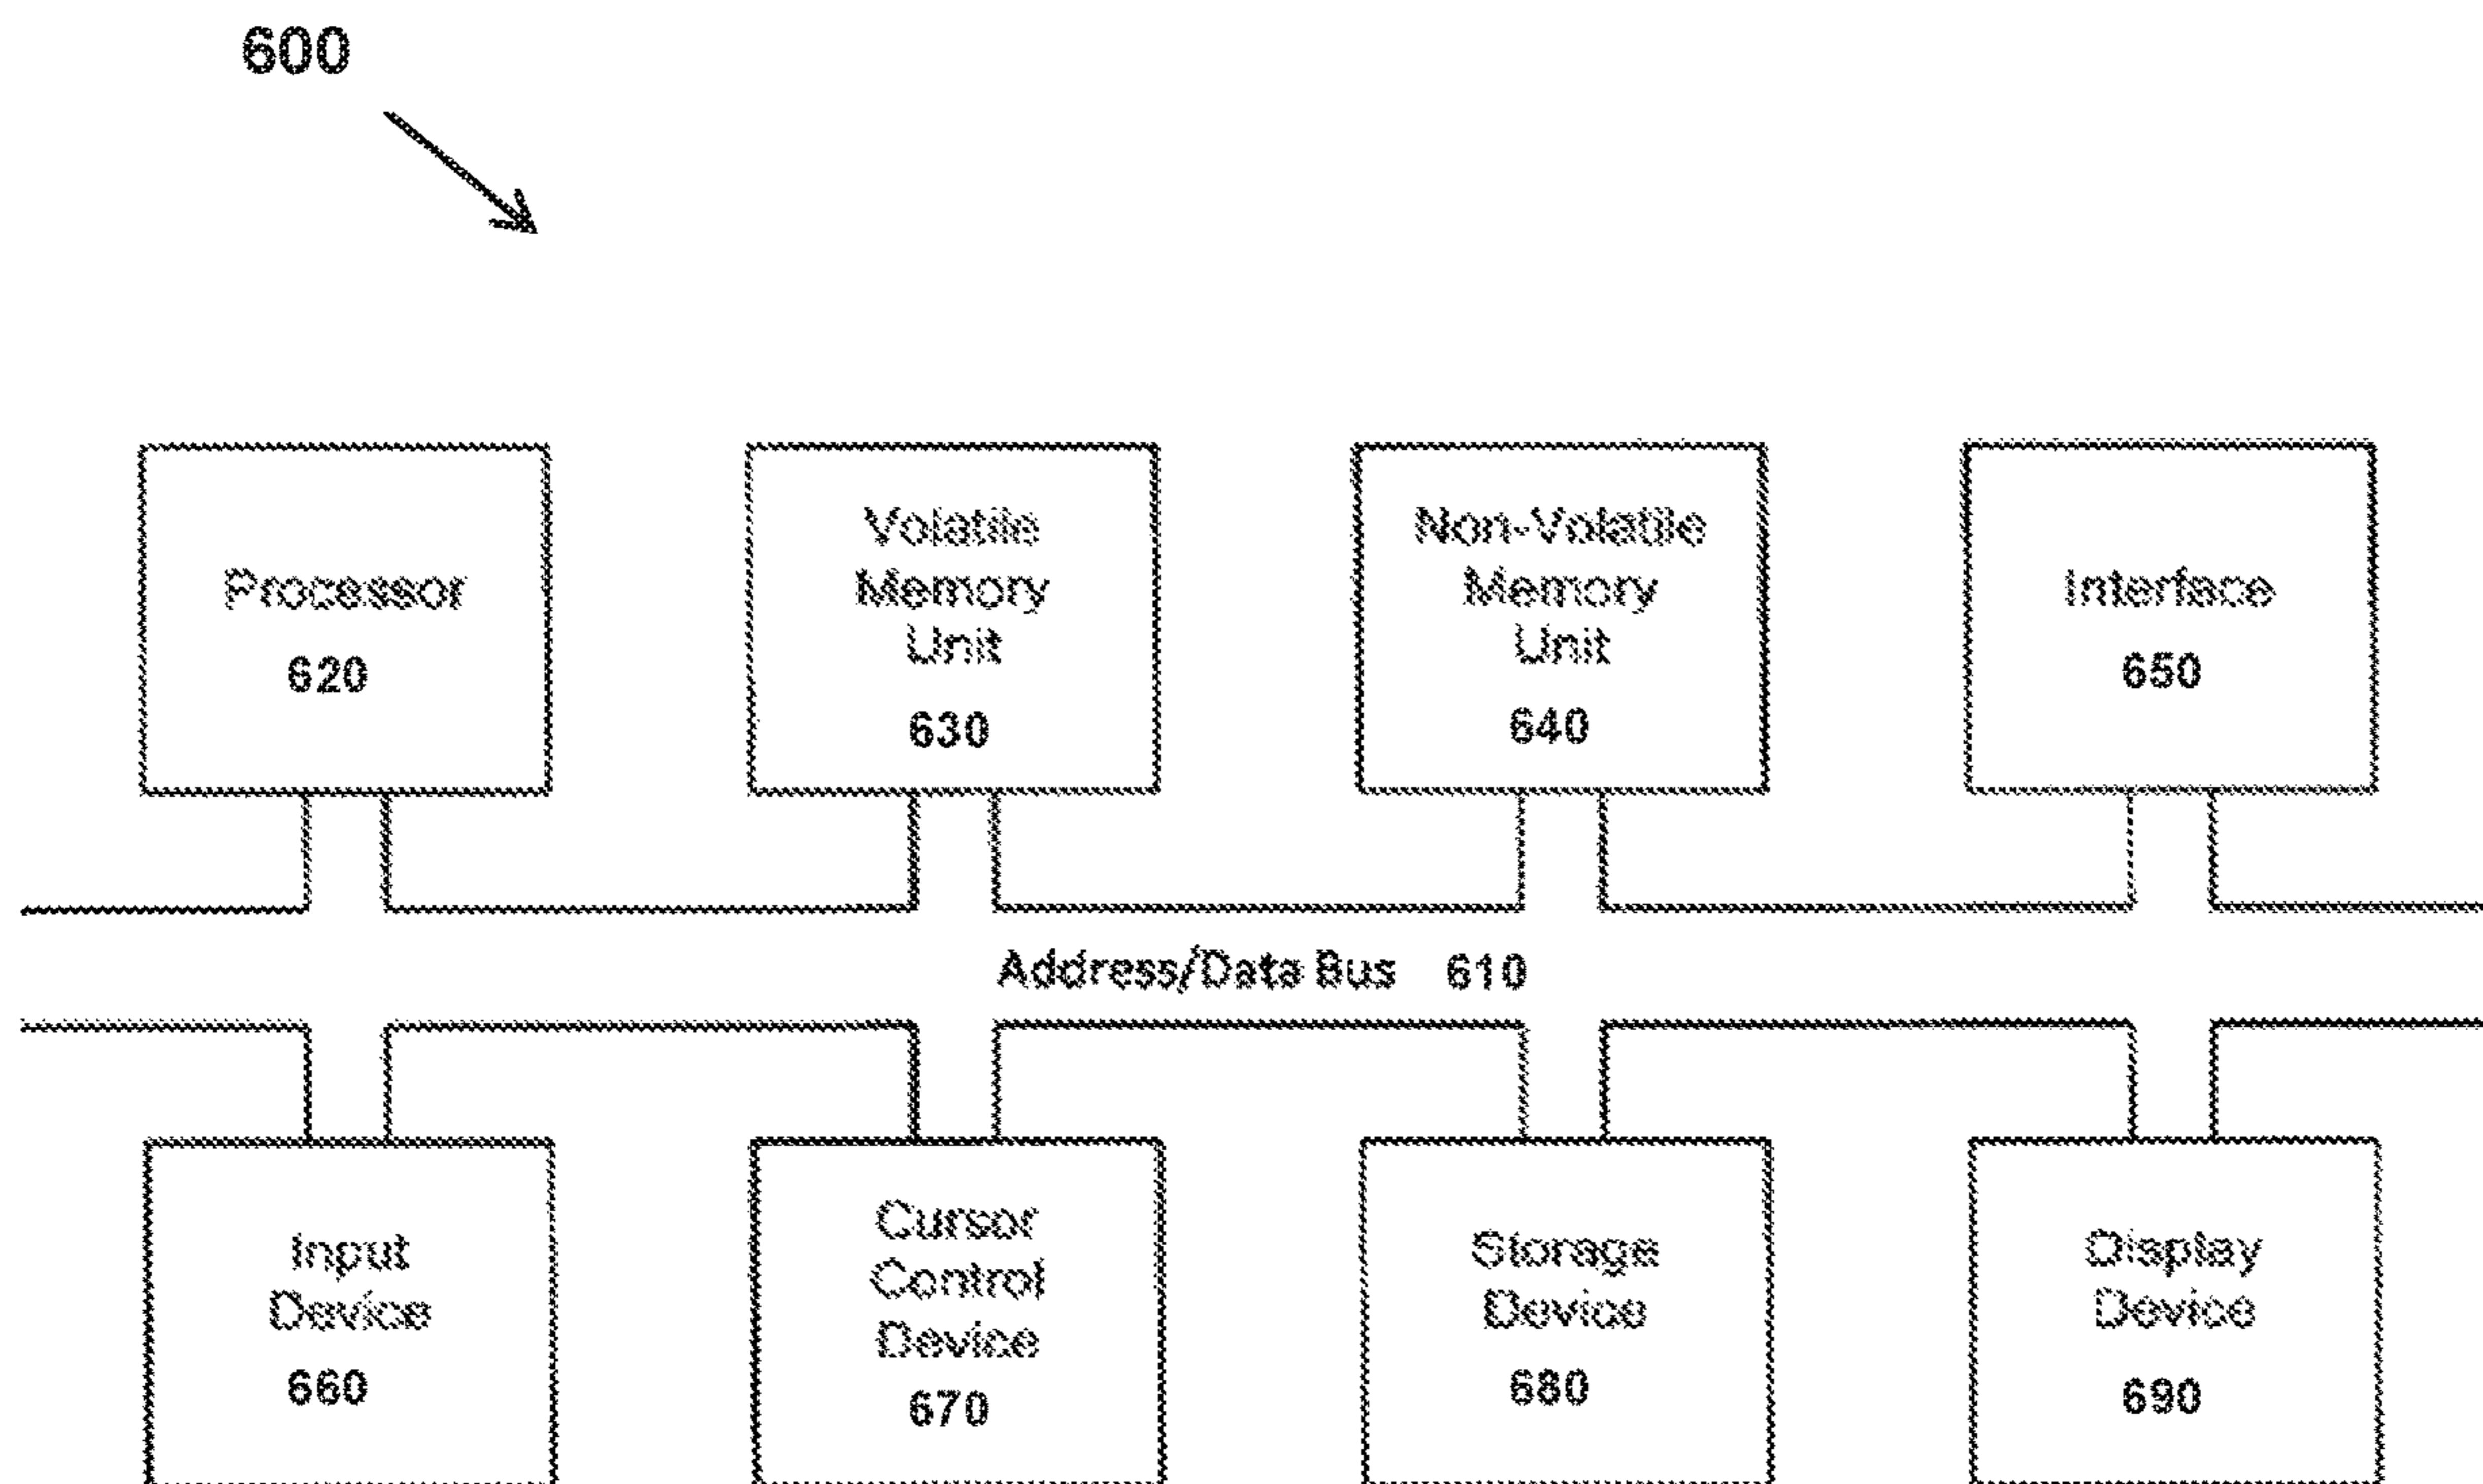 600
Processor
620
Volatile
Memory
Unit
630
Non-Volatile
Memory
Unit
640
Interface
650
Address/Data Bus 610
Input
Device
660
Cursor
Control
Device
670
Storage
Device
680
Display
Device
690